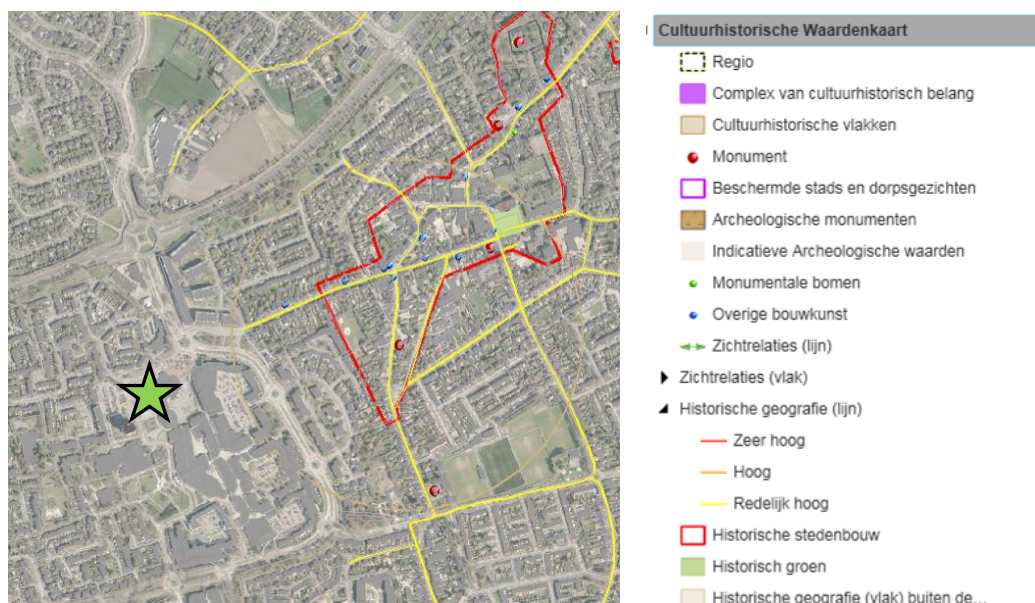 Cultuurhistorische Waardenkaart
Regio
Complex van cultuurhistorisch belang
Cultuurhistorische vlakken
Monument
Beschermde stads en dorpsgezichten
Archeologische monumenten
Indicatieve Archeologische waarden
Monumentale bomen
Overige bouwkunst
Zichtrelaties (lijn)
Zichtrelaties (vlak)
Historische geografie (lijn)
Zeer hoog
Hoog
Redelijk hoog
Historische stedenbouw
Historisch groen
Historische geografie (vlak) buiten de...